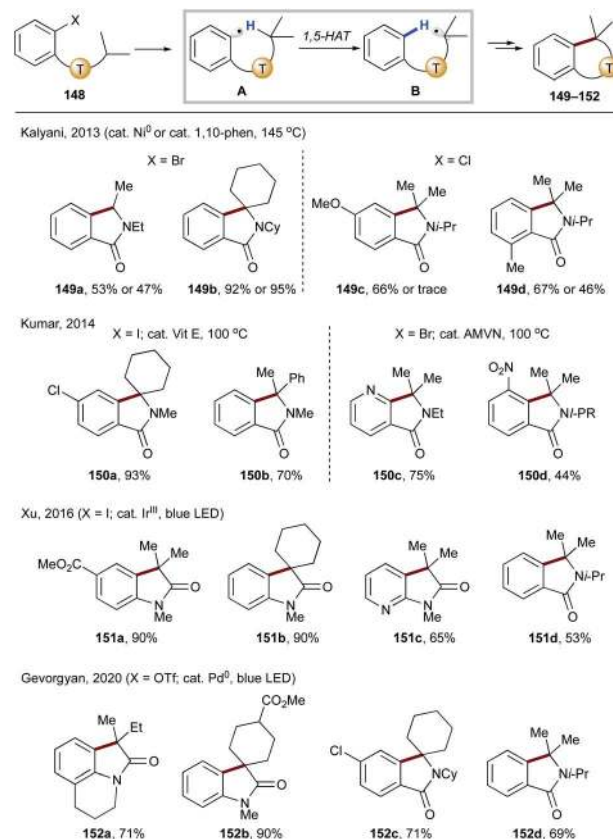 X
H
T
148
A
1,5-HAT
H
T
B
T
149–152
Kalyani, 2013 (cat. Ni⁰ or cat. 1,10-phen, 145 °C)
X = Br
X = Cl
Me
NEt
O
149a, 53% or 47%
NCy
O
149b, 92% or 95%
MeO
Me Me
Ni-Pr
O
149c, 66% or trace
Me Me
Ni-Pr
Me O
149d, 67% or 46%
Kumar, 2014
X = I; cat. Vit E, 100 °C
X = Br; cat. AMVN, 100 °C
Cl
NMe
O
150a, 93%
Me Ph
NMe
O
150b, 70%
N
Me Me
NEt
O
150c, 75%
NO₂
Me Me
N-i-PR
O
150d, 44%
Xu, 2016 (X = I; cat. Irᴵᴵᴵ, blue LED)
MeO₂C
Me Me
O
N
Me
151a, 90%
O
NMe
151b, 90%
Me Me
O
N
N
Me
151c, 65%
Me Me
Ni-Pr
O
151d, 53%
Gevorgyan, 2020 (X = OTf; cat. Pd⁰, blue LED)
Me Et
O
N
152a, 71%
CO₂Me
O
NMe
152b, 90%
Cl
NCy
O
152c, 71%
Me Me
Ni-Pr
O
152d, 69%